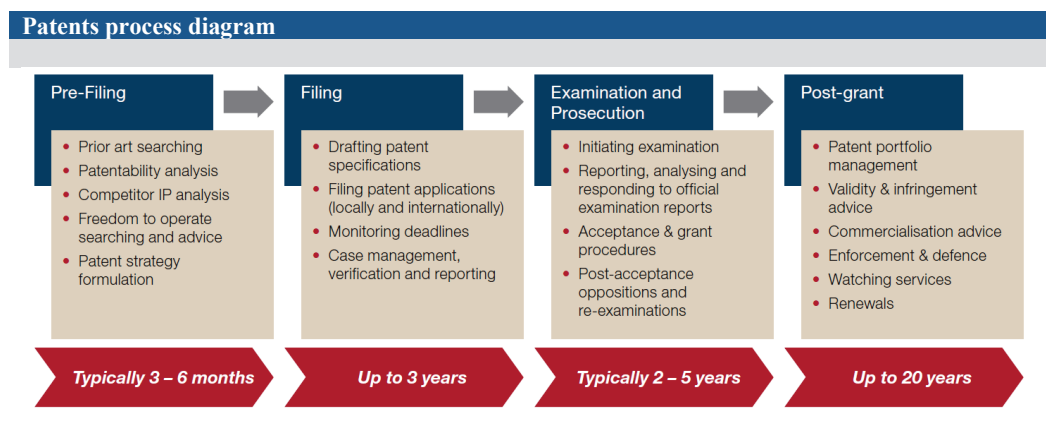 Patents process diagram
Pre-Filing
• Prior art searching
• Patentability analysis
• Competitor IP analysis
• Freedom to operate
searching and advice
• Patent strategy
formulation
Typically 3 – 6 months
Filing
• Drafting patent
specifications
• Filing patent applications
(locally and internationally)
• Monitoring deadlines
• Case management,
verification and reporting
Up to 3 years
Examination and
Prosecution
• Initiating examination
• Reporting, analysing and
responding to official
examination reports
• Acceptance & grant
procedures
• Post-acceptance
oppositions and
re-examinations
Typically 2 – 5 years
Post-grant
• Patent portfolio
management
• Validity & infringement
advice
• Commercialisation advice
• Enforcement & defence
• Watching services
• Renewals
Up to 20 years